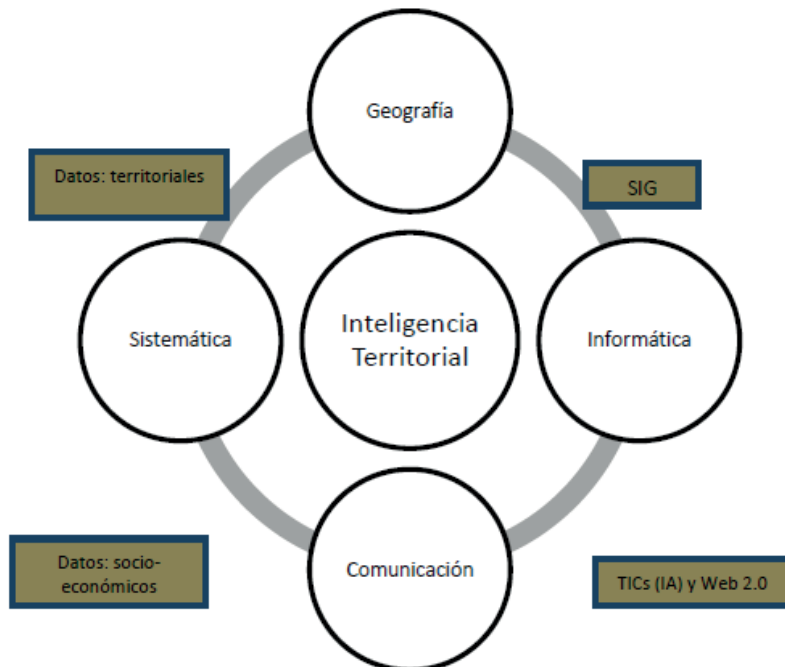 Geografía
Datos: territoriales
SIG
Sistemática
Inteligencia
Territorial
Informática
Datos: socio-
económicos
Comunicación
TICs (IA) y Web 2.0